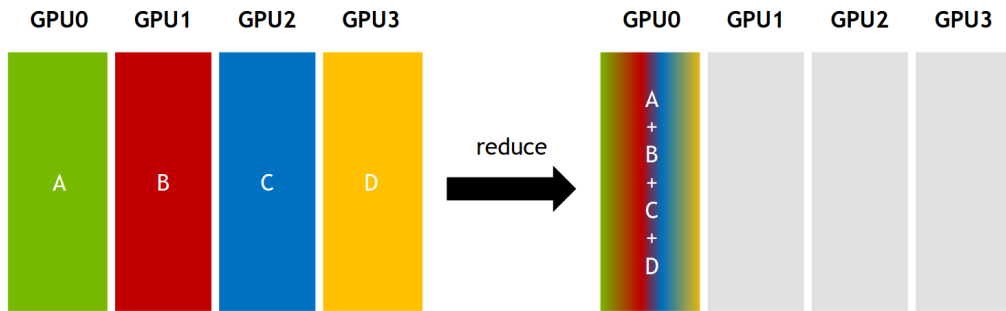 GPU0 GPU1 GPU2 GPU3 GPU0 GPU1 GPU2 GPU3
A B C D
reduce
A
+
B
+
C
+
D